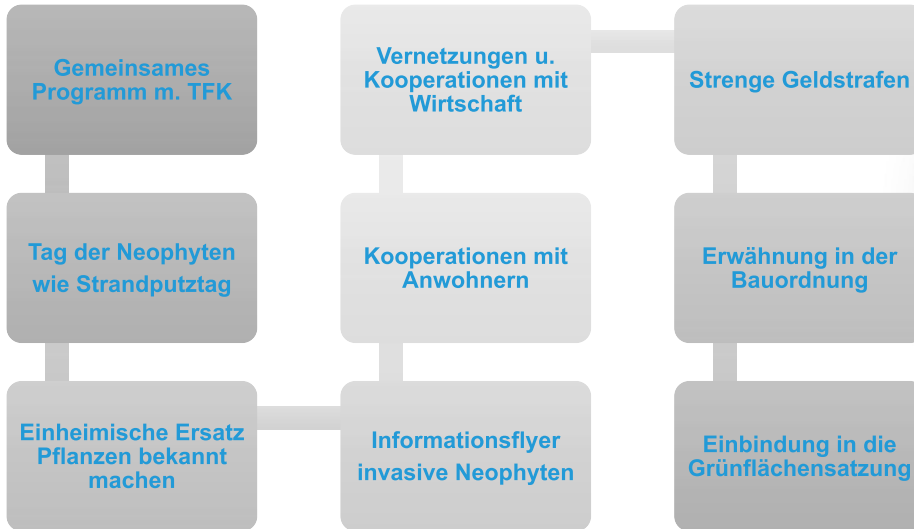 Gemeinsames
Programm m. TFK
Tag der Neophyten
wie Strandputztag
Einheimische Ersatz
Pflanzen bekannt
machen
Informationsflyer
invasive Neophyten
Kooperationen mit
Anwohnern
Vernetzungen u.
Kooperationen mit
Wirtschaft
Strenge Geldstrafen
Erwähnung in der
Bauordnung
Einbindung in die
Grünflächensatzung